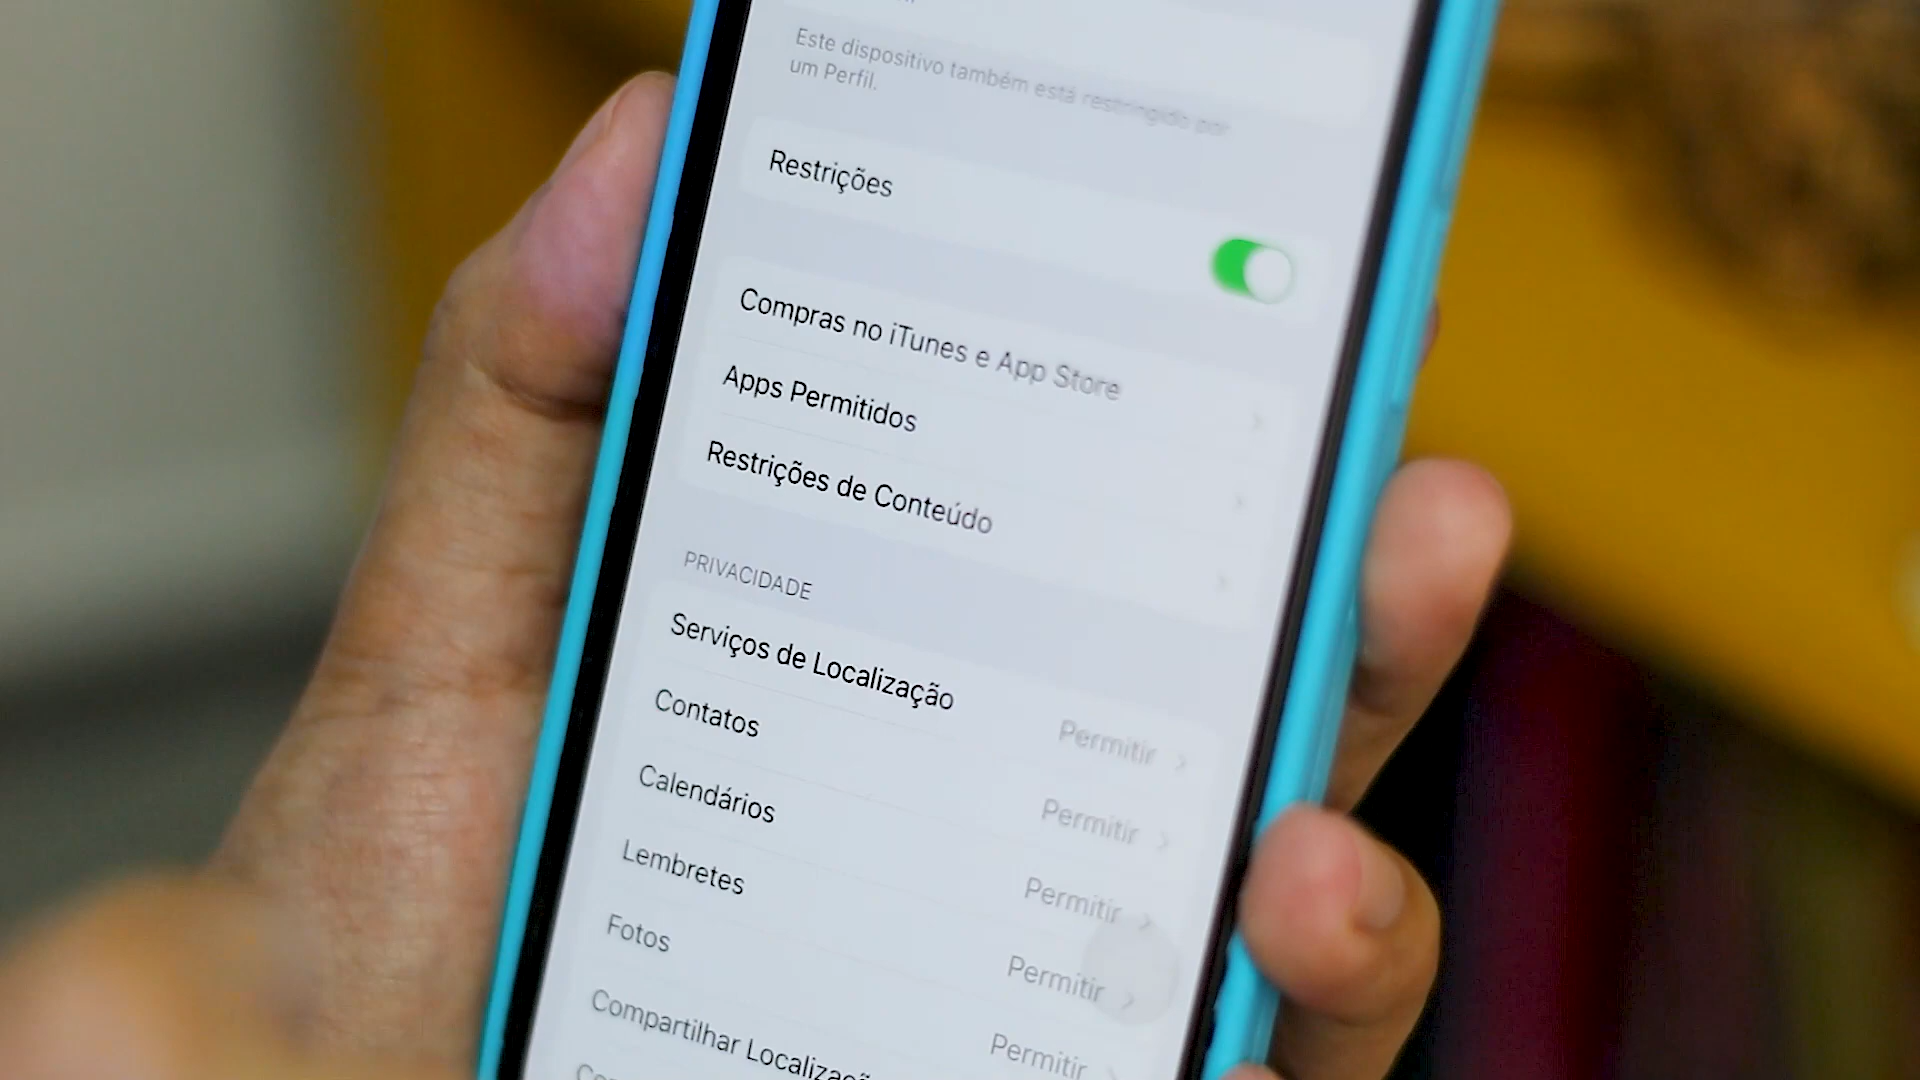 Este dispositivo também está restringido por
um Perfil.
Restrições
Compras no iTunes e App Store
Apps Permitidos
Restrições de Conteúdo
PRIVACIDADE
Serviços de Localização
Permitir
Contatos
Permitir
Calendários
Permitir
Lembretes
Permitir
Fotos
Permitir
Compartilhar